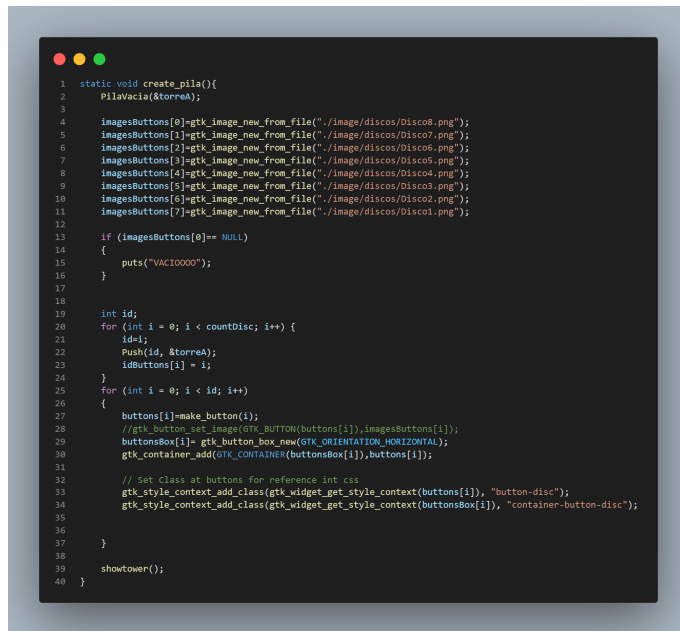 1 static void create_pila(){
2 PilaVacia(&torreA);
3
4 imagesButtons[0]=gtk_image_new_from_file("./image/discos/Disco8.png");
5 imagesButtons[1]=gtk_image_new_from_file("./image/discos/Disco7.png");
6 imagesButtons[2]=gtk_image_new_from_file("./image/discos/Disco6.png");
7 imagesButtons[3]=gtk_image_new_from_file("./image/discos/Disco5.png");
8 imagesButtons[4]=gtk_image_new_from_file("./image/discos/Disco4.png");
9 imagesButtons[5]=gtk_image_new_from_file("./image/discos/Disco3.png");
10 imagesButtons[6]=gtk_image_new_from_file("./image/discos/Disco2.png");
11 imagesButtons[7]=gtk_image_new_from_file("./image/discos/Disco1.png");
12
13 if (imagesButtons[0]== NULL)
14 {
15 puts("VACIOOOO");
16 }
17
18
19 int id;
20 for (int i = 0; i < countDisc; i++) {
21 id=i;
22 Push(id, &torreA);
23 idButtons[i] = i;
24 }
25 for (int i = 0; i < id; i++)
26 {
27 buttons[i]=make_button(i);
28 //gtk_button_set_image(GTK_BUTTON(buttons[i]),imagesButtons[i]);
29 buttonsBox[i]= gtk_button_box_new(GTK_ORIENTATION_HORIZONTAL);
30 gtk_container_add(GTK_CONTAINER(buttonsBox[i]),buttons[i]);
31
32 // Set Class at buttons for reference int css
33 gtk_style_context_add_class(gtk_widget_get_style_context(buttons[i]), "button-disc");
34 gtk_style_context_add_class(gtk_widget_get_style_context(buttonsBox[i]), "container-button-disc");
35
36
37 }
38
39 showtower();
40 }